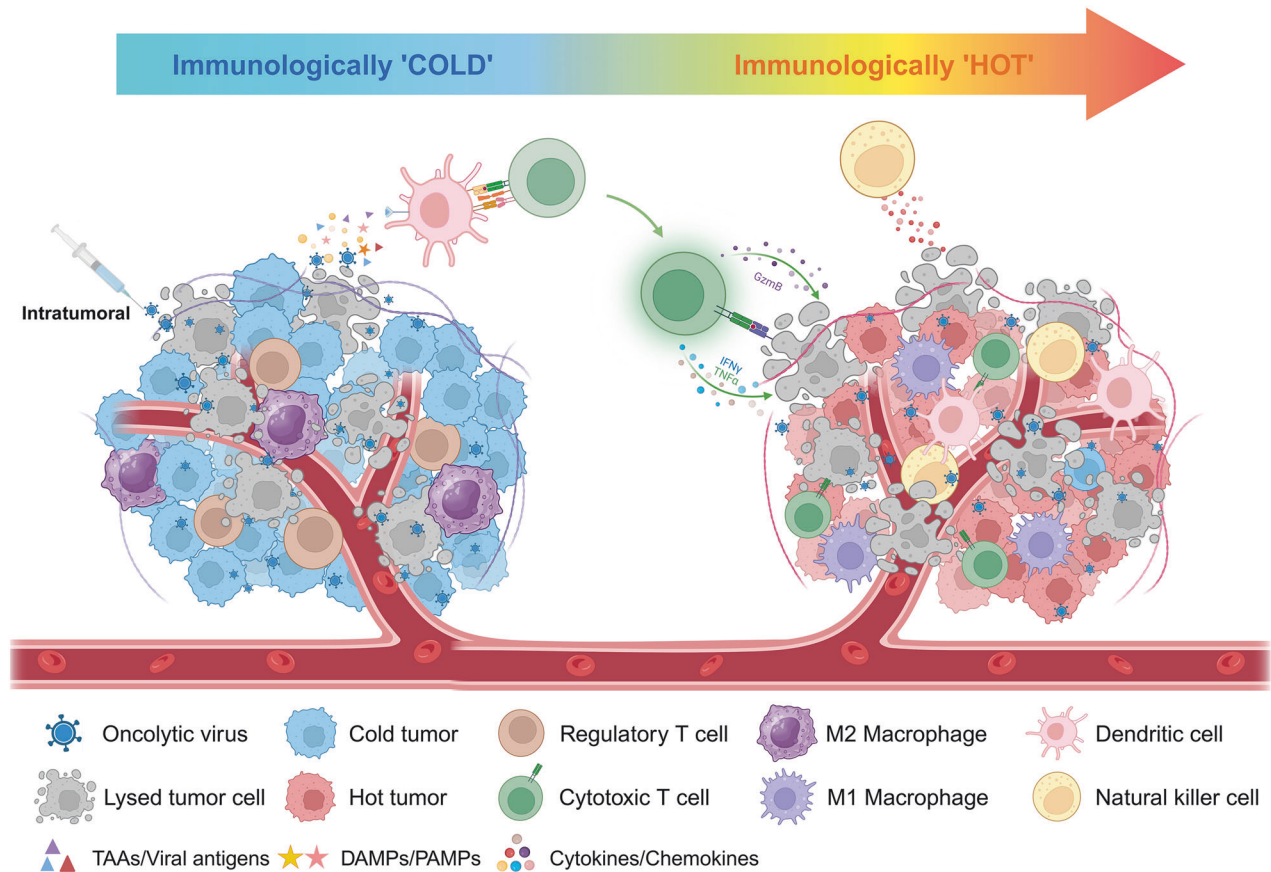 Immunologically 'COLD'
Immunologically 'HOT'
Intratumoral
GzmB
IFNγ
TNFα
Oncolytic virus
Cold tumor
Regulatory T cell
M2 Macrophage
Dendritic cell
Lysed tumor cell
Hot tumor
Cytotoxic T cell
M1 Macrophage
Natural killer cell
TAAs/Viral antigens
DAMPs/PAMPs
Cytokines/Chemokines